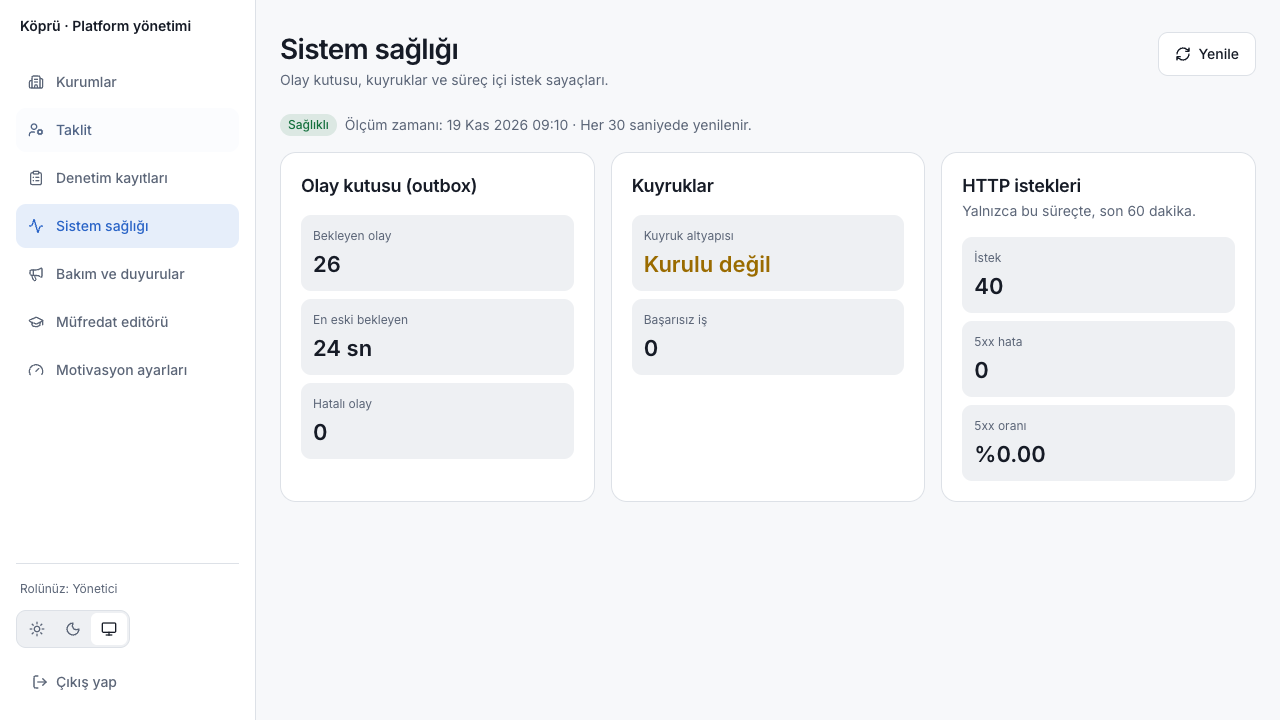 Köprü · Platform yönetimi
Kurumlar
Taklit
Denetim kayıtları
Sistem sağlığı
Bakım ve duyurular
Müfredat editörü
Motivasyon ayarları
Rolünüz: Yönetici
Çıkış yap
Sistem sağlığı
Olay kutusu, kuyruklar ve süreç içi istek sayaçları.
Yenile
Sağlıklı Ölçüm zamanı: 19 Kas 2026 09:10 · Her 30 saniyede yenilenir.
Olay kutusu (outbox)
Bekleyen olay
26
En eski bekleyen
24 sn
Hatalı olay
0
Kuyruklar
Kuyruk altyapısı
Kurulu değil
Başarısız iş
0
HTTP istekleri
Yalnızca bu süreçte, son 60 dakika.
İstek
40
5xx hata
0
5xx oranı
%0.00